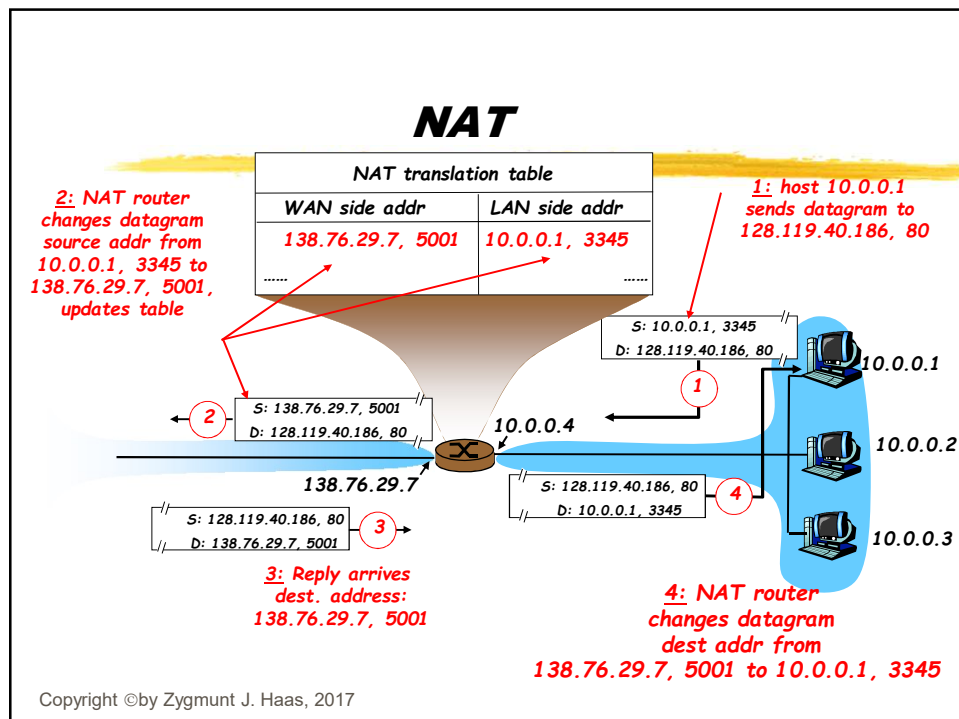 NAT
NAT translation table
WAN side addr LAN side addr
138.76.29.7, 5001 10.0.0.1, 3345
...... ......
2: NAT router
changes datagram
source addr from
10.0.0.1, 3345 to
138.76.29.7, 5001,
updates table
1: host 10.0.0.1
sends datagram to
128.119.40.186, 80
S: 10.0.0.1, 3345
D: 128.119.40.186, 80
1
10.0.0.1
2
S: 138.76.29.7, 5001
D: 128.119.40.186, 80
10.0.0.4
10.0.0.2
138.76.29.7
S: 128.119.40.186, 80
D: 10.0.0.1, 3345
4
S: 128.119.40.186, 80
D: 138.76.29.7, 5001
3
10.0.0.3
3: Reply arrives
dest. address:
138.76.29.7, 5001
4: NAT router
changes datagram
dest addr from
138.76.29.7, 5001 to 10.0.0.1, 3345
Copyright ©by Zygmunt J. Haas, 2017